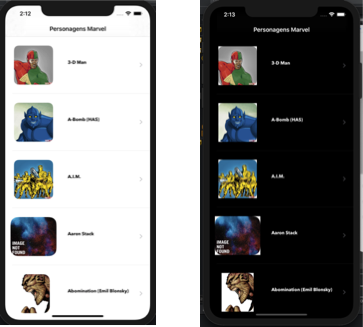 2:12
Personagens Marvel
3-D Man
A-Bomb (HAS)
A.I.M.
IMAGE
NOT
FOUND
Aaron Stack
Abomination (Emil Blonsky)
2:13
Personagens Marvel
3-D Man
A-Bomb (HAS)
A.I.M.
IMAGE
NOT
FOUND
Aaron Stack
Abomination (Emil Blonsky)